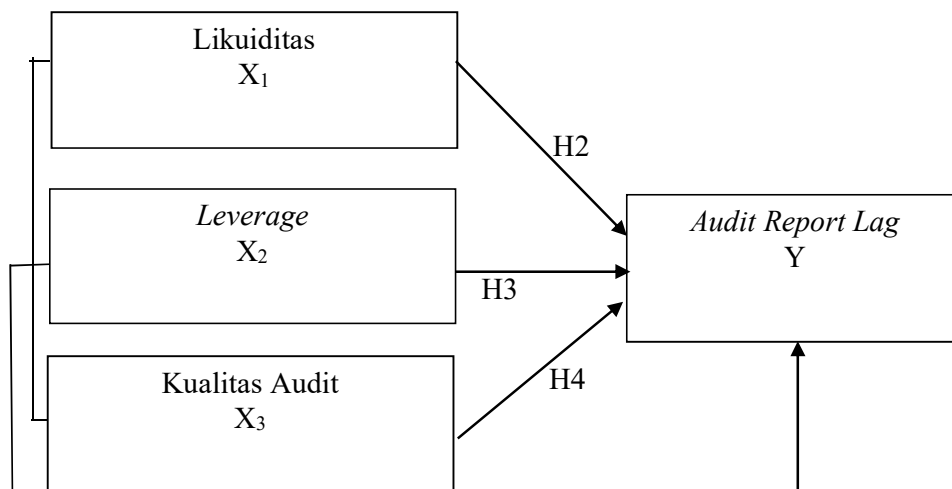 Likuiditas
X₁
H2
Leverage
X₂
Audit Report Lag
Y
H3
Kualitas Audit
X₃
H4